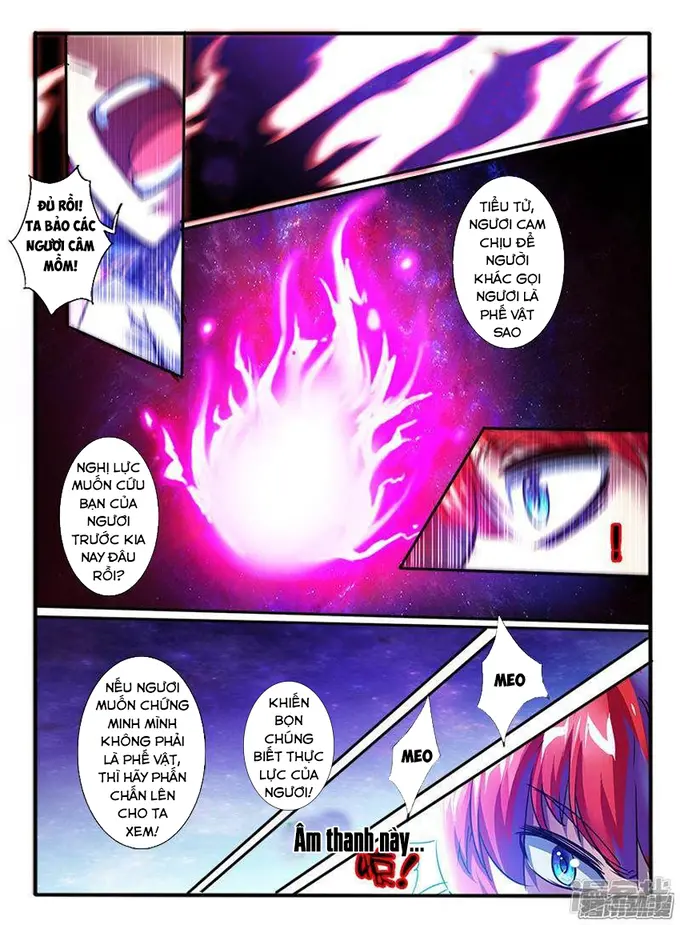 ĐỦ RỒI!
TA BẢO CÁC
NGƯƠI CÂM
MỒM!
TIỂU TỬ,
NGƯƠI CAM
CHỊU ĐỂ
NGƯỜI
KHÁC GỌI
NGƯƠI LÀ
PHẾ VẬT
SAO
!
NGHỊ LỰC
MUỐN CỨU
BẠN CỦA
NGƯƠI
TRƯỚC KIA
NAY ĐÂU
RỒI?
MEO
MEO
NẾU NGƯƠI
MUỐN CHỨNG
MINH MÌNH
KHÔNG PHẢI
LÀ PHẾ VẬT,
THÌ HÃY PHẤN
CHẤN LÊN
CHO TA
XEM!
KHIẾN
BỌN
CHÚNG
BIẾT THỰC
LỰC CỦA
NGƯƠI!
Âm thanh này...